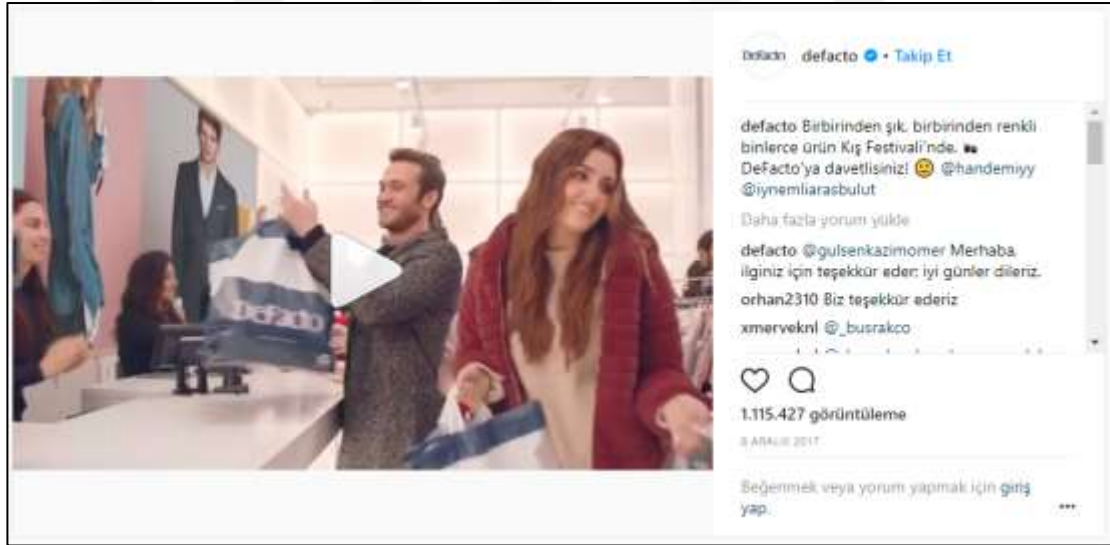 DeFacto
defacto • Takip Et
defacto Birbirinden şık, birbirinden renkli
binlerce ürün Kış Festivali'nde.
DeFacto'ya davetlisiniz! @handemiyy
@iynemliarasbulut
Daha fazla yorum yükle
defacto @gulsenkazimomer Merhaba,
ilginiz için teşekkür eder; iyi günler dileriz.
orhan2310 Biz teşekkür ederiz
xmerveknl @_busrakco
1.115.427 görüntüleme
ARALIK 2017
Beğenmek veya yorum yapmak için giriş
yap.